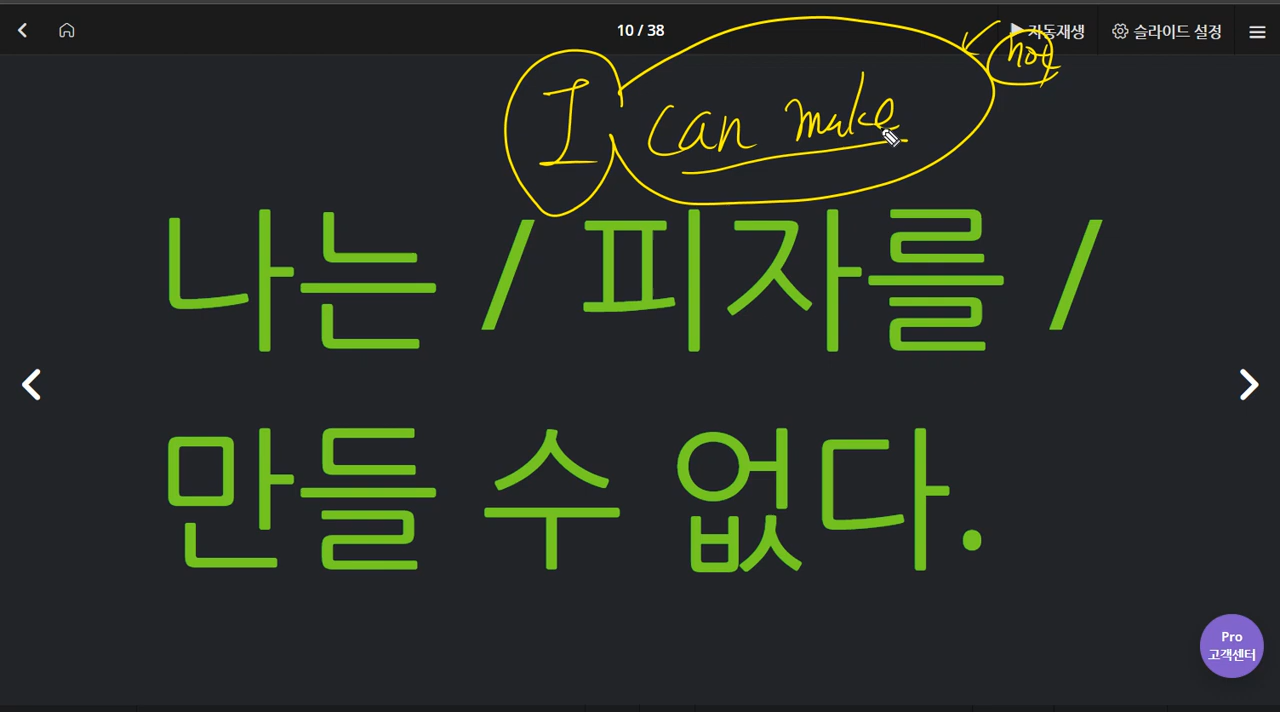 10 / 38
자동재생
슬라이드 설정
not
I can make
나는 / 피자를 /
만들 수 없다.
Pro
고객센터